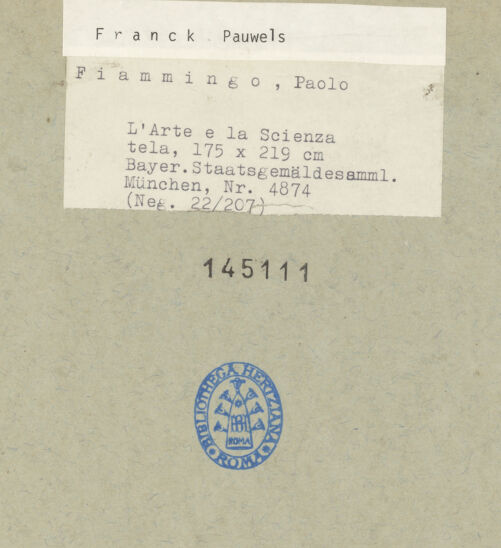 Franck Pauwels
Fiammingo, Paolo
L'Arte e la Scienza
tela, 175 x 219 cm
Bayer.Staatsgemäldesamml.
München, Nr. 4874
(Neg. 22/207)
145111
BIBLIOTHECA HERTZIANA
ROMA
ROMA